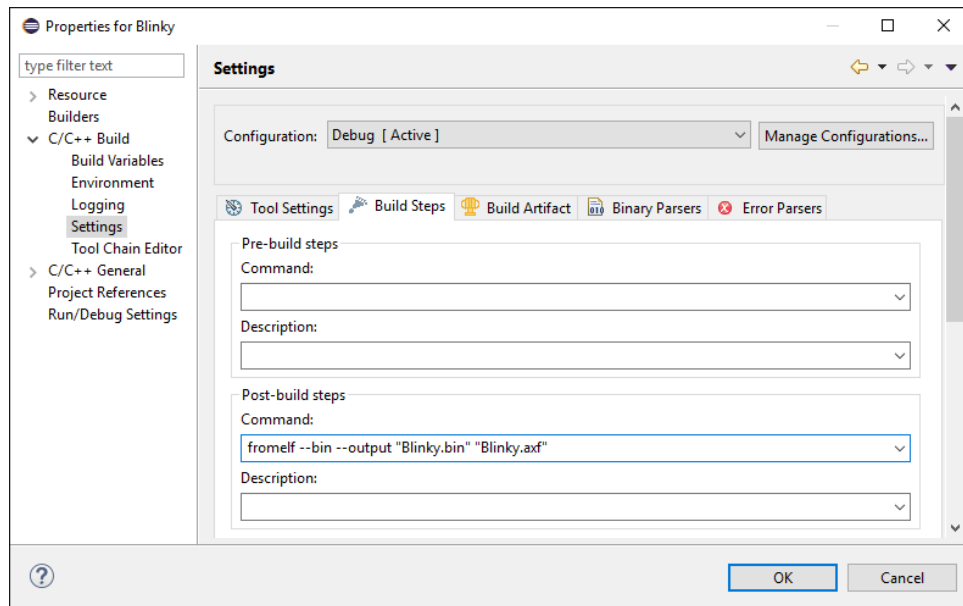 Properties for Blinky
type filter text
Resource
Builders
C/C++ Build
Build Variables
Environment
Logging
Settings
Tool Chain Editor
C/C++ General
Project References
Run/Debug Settings
Settings
Configuration: Debug [ Active ] Manage Configurations...
Tool Settings Build Steps 010 Build Artifact Binary Parsers Error Parsers
Pre-build steps
Command:
Description:
Post-build steps
Command:
fromelf --bin --output "Blinky.bin" "Blinky.axf"
Description:
? OK Cancel